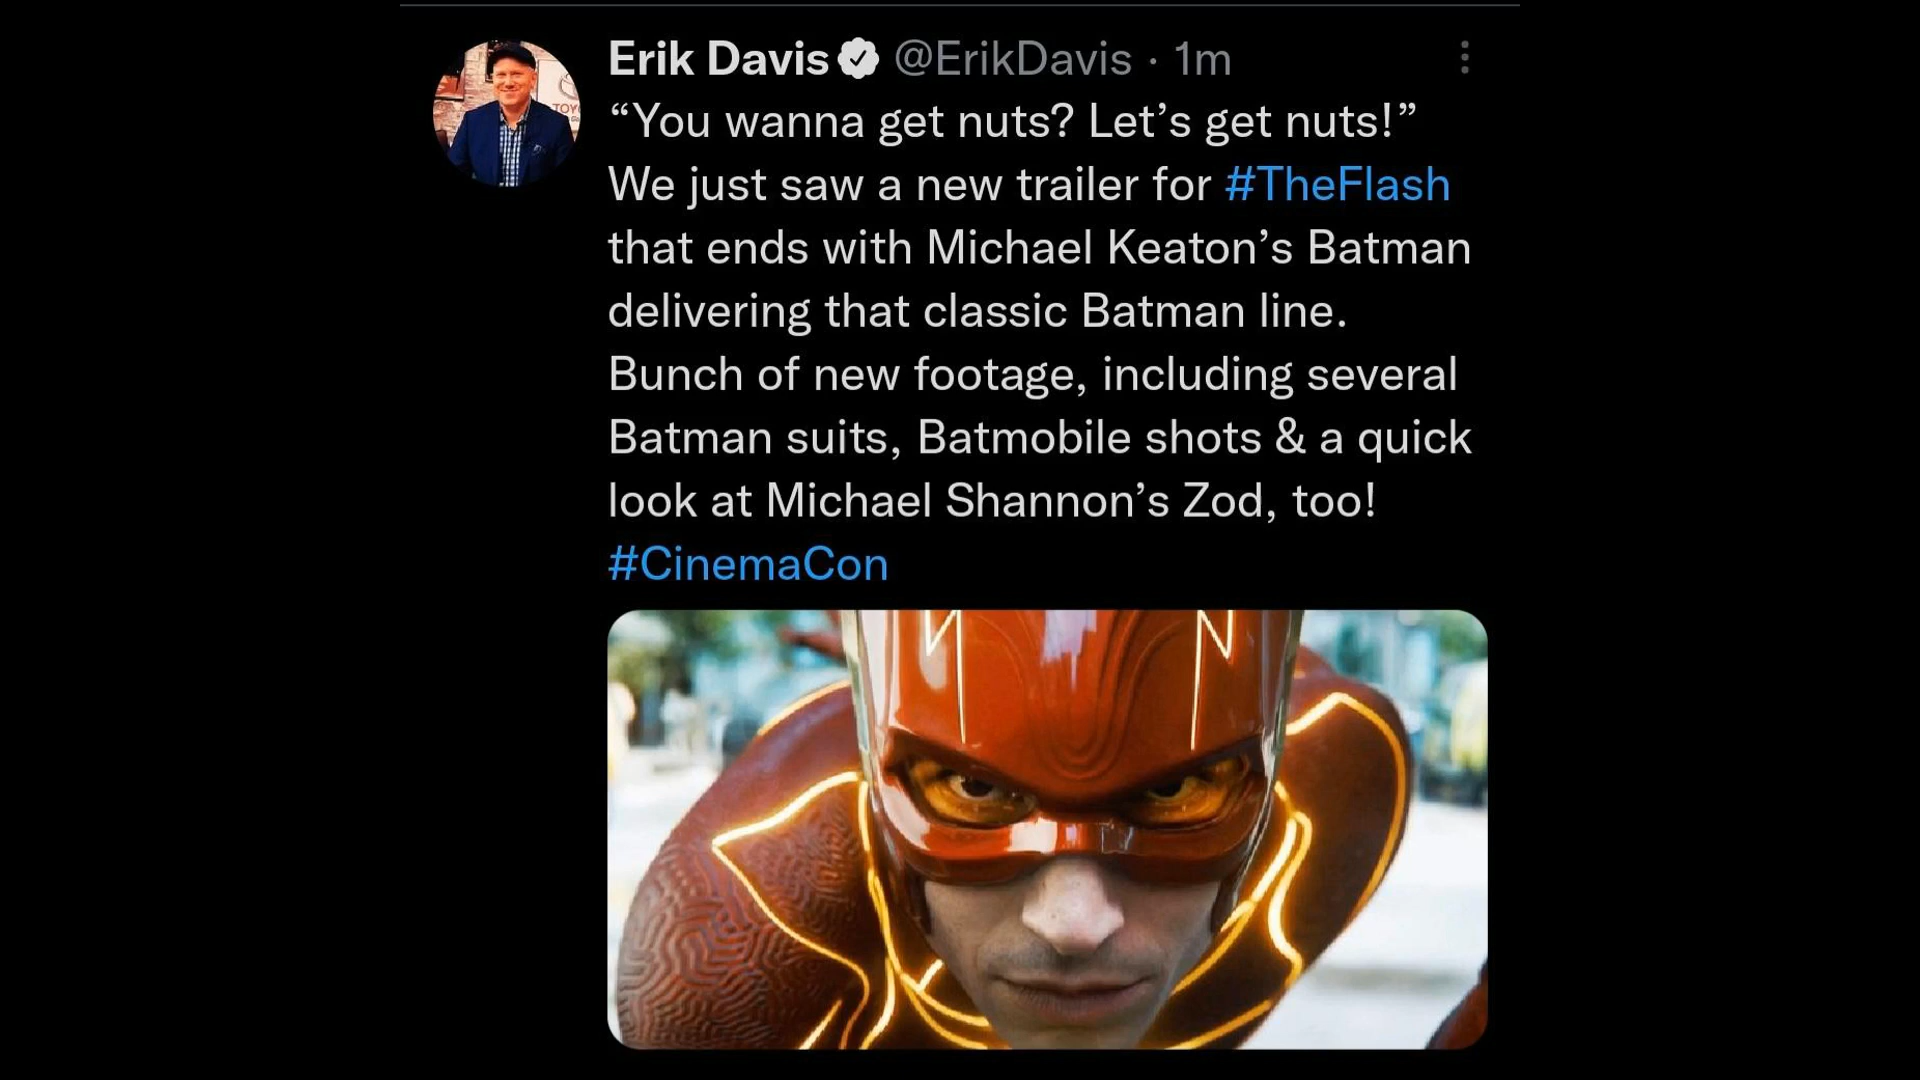 Erik Davis @ErikDavis · 1m
“You wanna get nuts? Let’s get nuts!”
We just saw a new trailer for #TheFlash
that ends with Michael Keaton’s Batman
delivering that classic Batman line.
Bunch of new footage, including several
Batman suits, Batmobile shots & a quick
look at Michael Shannon’s Zod, too!
#CinemaCon